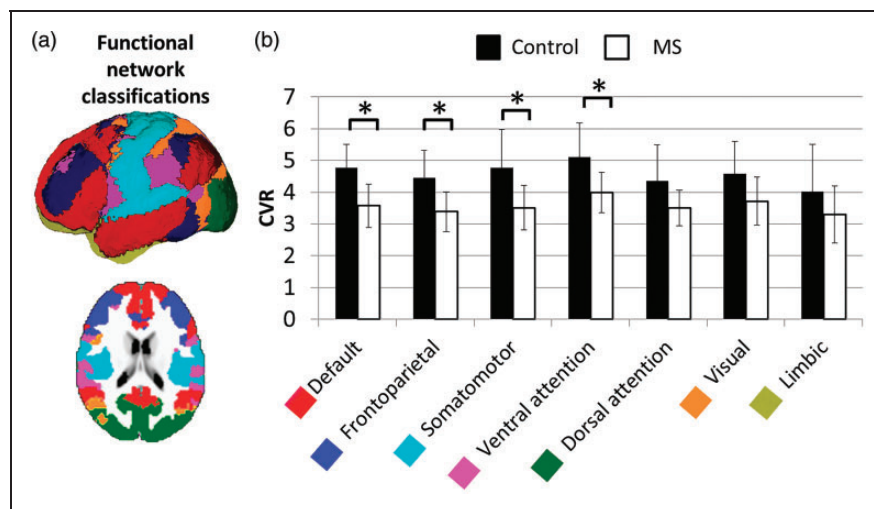 (a)
Functional
network
classifications
(b)
Control
MS
*
*
*
*
CVR
7
6
5
4
3
2
1
0
Default
Frontoparietal
Somatomotor
Ventral attention
Dorsal attention
Visual
Limbic